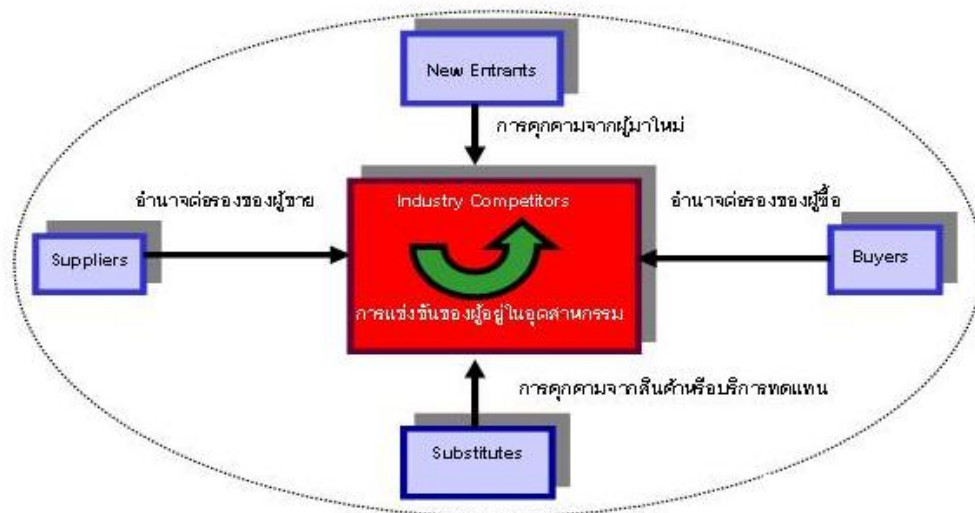 New Entrants
การคุกคามจากผู้มาใหม่
อำนาจต่อรองของผู้ขาย
Industry Competitors
อำนาจต่อรองของผู้ซื้อ
Suppliers
Buyers
การแข่งขันของผู้อยู่ในอุตสาหกรรม
การคุกคามจากสินค้าหรือบริการทดแทน
Substitutes